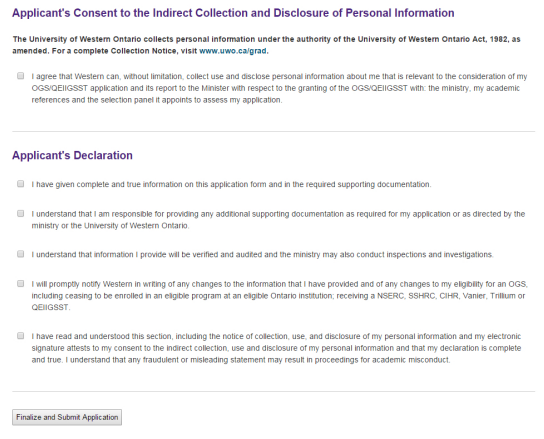 Applicant's Consent to the Indirect Collection and Disclosure of Personal Information
The University of Western Ontario collects personal information under the authority of the University of Western Ontario Act, 1982, as
amended. For a complete Collection Notice, visit www.uwo.ca/grad.
I agree that Western can, without limitation, collect use and disclose personal information about me that is relevant to the consideration of my
OGS/QEIIGSST application and its report to the Minister with respect to the granting of the OGS/QEIIGSST with: the ministry, my academic
references and the selection panel it appoints to assess my application.
Applicant's Declaration
I have given complete and true information on this application form and in the required supporting documentation.
I understand that I am responsible for providing any additional supporting documentation as required for my application or as directed by the
ministry or the University of Western Ontario.
I understand that information I provide will be verified and audited and the ministry may also conduct inspections and investigations.
I will promptly notify Western in writing of any changes to the information that I have provided and of any changes to my eligibility for an OGS,
including ceasing to be enrolled in an eligible program at an eligible Ontario institution; receiving a NSERC, SSHRC, CIHR, Vanier, Trillium or
QEIIGSST.
I have read and understood this section, including the notice of collection, use, and disclosure of my personal information and my electronic
signature attests to my consent to the indirect collection, use and disclosure of my personal information and that my declaration is complete
and true. I understand that any fraudulent or misleading statement may result in proceedings for academic misconduct.
Finalize and Submit Application